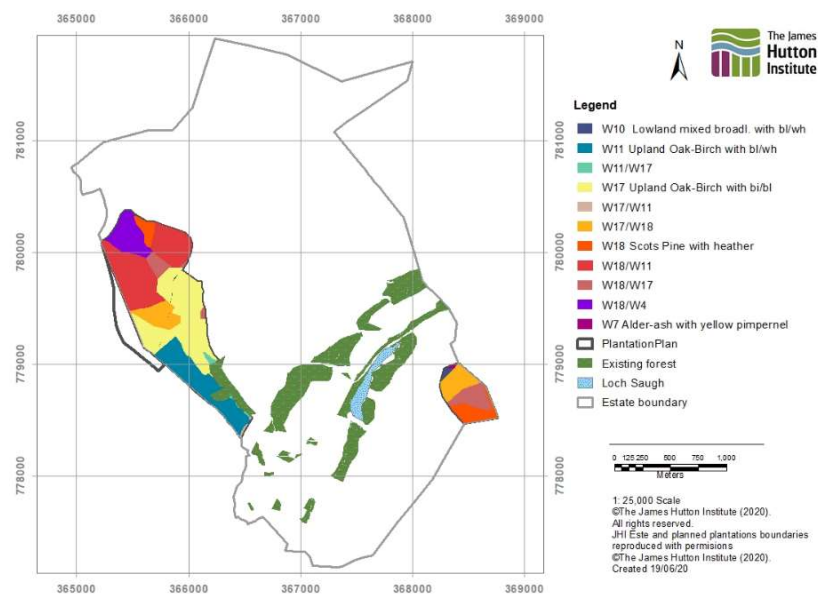 365000 366000 367000 368000 369000
The James
Hutton
Institute
N
781000
780000
779000
778000
781000
780000
779000
778000
Legend
W10 Lowland mixed broadl. with bl/wh
W11 Upland Oak-Birch with bl/wh
W11/W17
W17 Upland Oak-Birch with bi/bl
W17/W11
W17/W18
W18 Scots Pine with heather
W18/W11
W18/W17
W18/W4
W7 Alder-ash with yellow pimpernel
PlantationPlan
Existing forest
Loch Saugh
Estate boundary
0 125 250 500 750 1,000
Meters
1: 25,000 Scale
©The James Hutton Institute (2020).
All rights reserved.
JHI Este and planned plantations boundaries
reproduced with permisions
©The James Hutton Institute (2020).
Created 19/06/20
365000 366000 367000 368000 369000